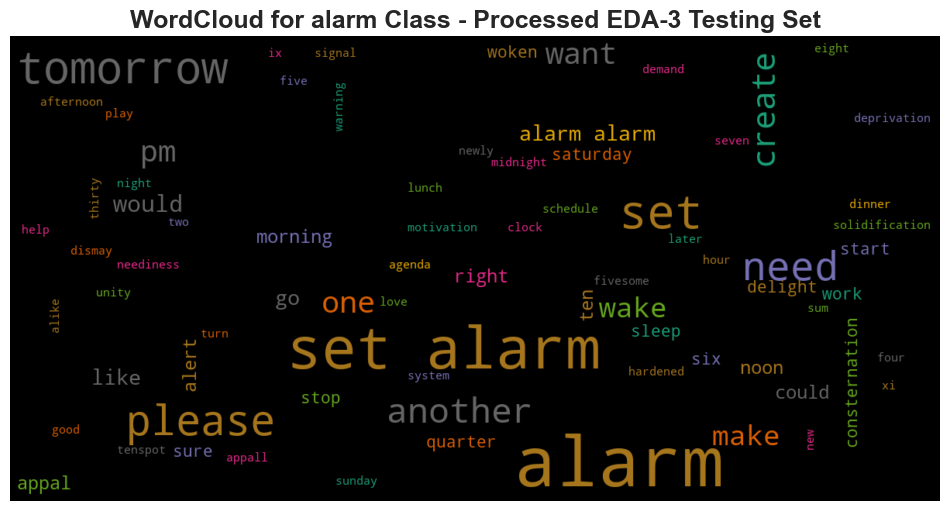 WordCloud for alarm Class - Processed EDA-3 Testing Set
tomorrow
ix
signal
woken
want
eight
five
demand
create
afternoon
play
warning
deprivation
alarm alarm
seven
pm
newly
saturday
midnight
night
thirty
lunch
would
two
schedule
set
dinner
help
morning
motivation
clock
later
solidification
dismay
start
neediness
agenda
right
hour
need
unity
go
one
love
fivesome
ten
wake
delight
work
sum
alike
turn
set alarm
sleep
alert
six
consternation
four
like
system
hardened
noon
xi
stop
could
please
another
good
quarter
make
new
tenspot
sure
appall
alarm
appal
sunday